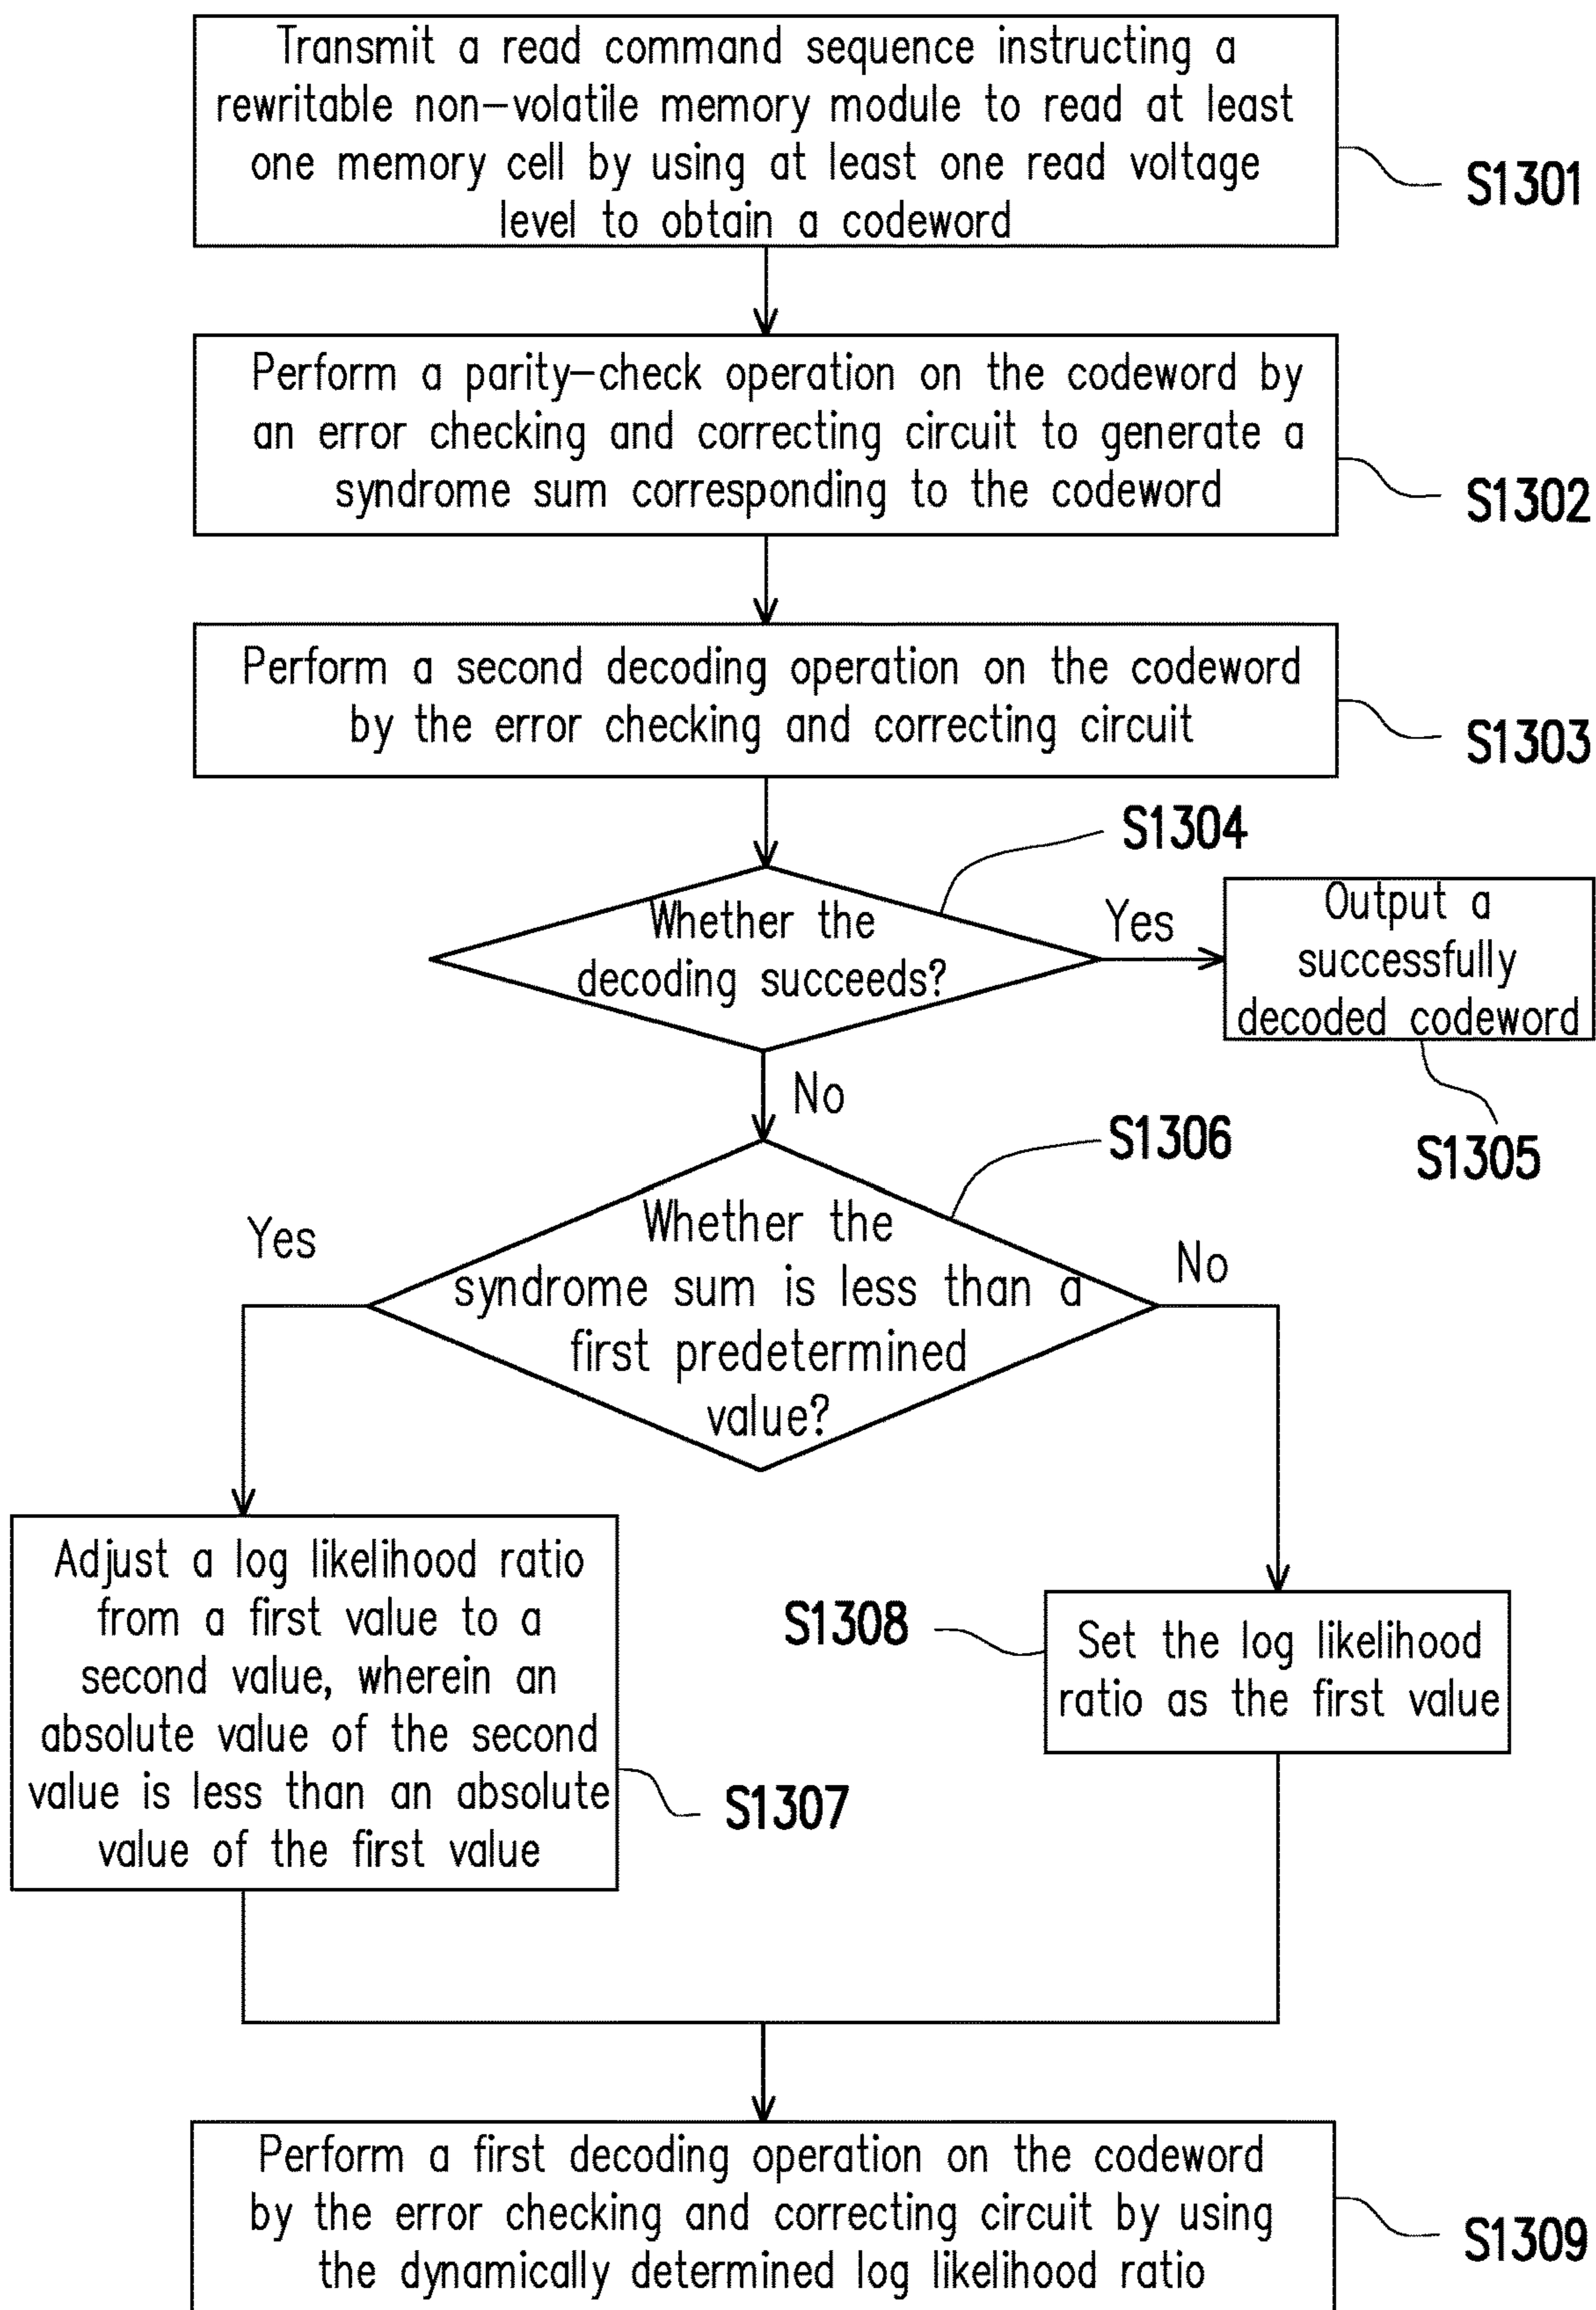 Transmit a read command sequence instructing a
rewritable non-volatile memory module to read at least
one memory cell by using at least one read voltage
level to obtain a codeword
S1301
Perform a parity-check operation on the codeword by
an error checking and correcting circuit to generate a
syndrome sum corresponding to the codeword
S1302
Perform a second decoding operation on the codeword
by the error checking and correcting circuit
S1303
S1304
Whether the
decoding succeeds?
Yes
Output a
successfully
decoded codeword
S1305
No
S1306
Whether the
syndrome sum is less than a
first predetermined
value?
Yes
No
Adjust a log likelihood ratio
from a first value to a
second value, wherein an
absolute value of the second
value is less than an absolute
value of the first value
S1307
S1308
Set the log likelihood
ratio as the first value
Perform a first decoding operation on the codeword
by the error checking and correcting circuit by using
the dynamically determined log likelihood ratio
S1309